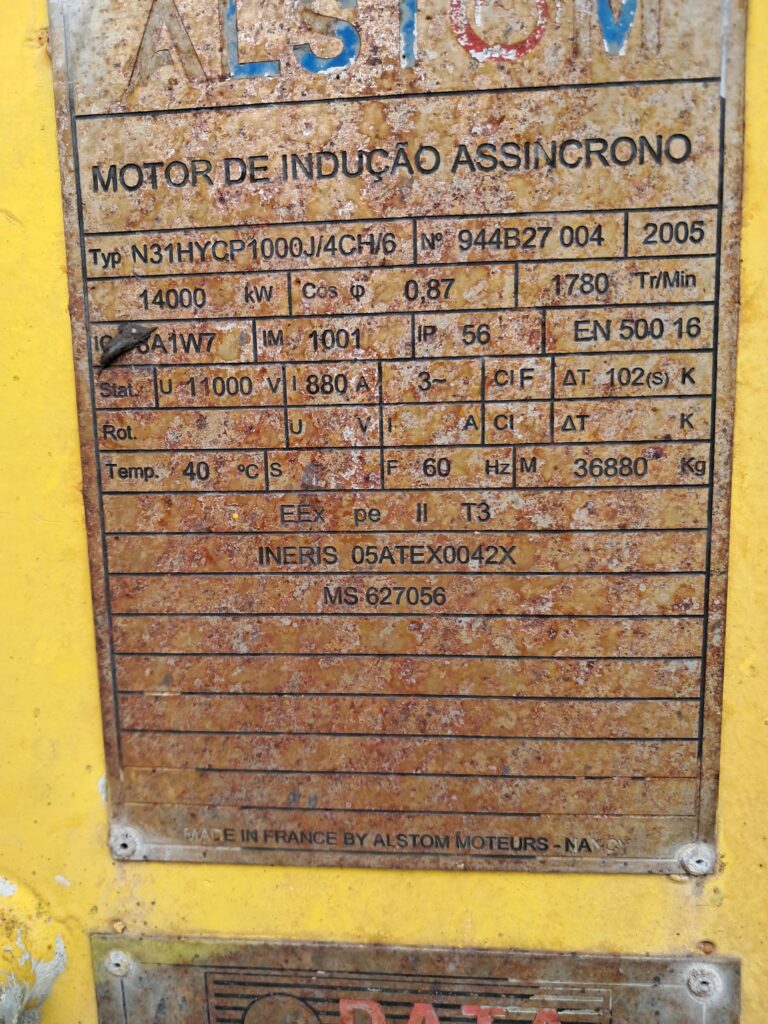 ALSTOM
MOTOR DE INDUÇÃO ASSINCRONO
Typ N31HYCP1000J/4CH/6 Nº 944B27 004 2005
14000 kW Cos φ 0,87 1780 Tr/Min
8A1W7 IM 1001 IP 56 EN 500 16
Stat. U 11000 V I 880 A 3~ Cl F ΔT 102(S) K
Rot. U V I A Cl ΔT K
Temp. 40 ºC S F 60 Hz M 36880 Kg
EEx pe II T3
INERIS 05ATEX0042X
MS 627056
MADE IN FRANCE BY ALSTOM MOTEURS - NANCY
DATA